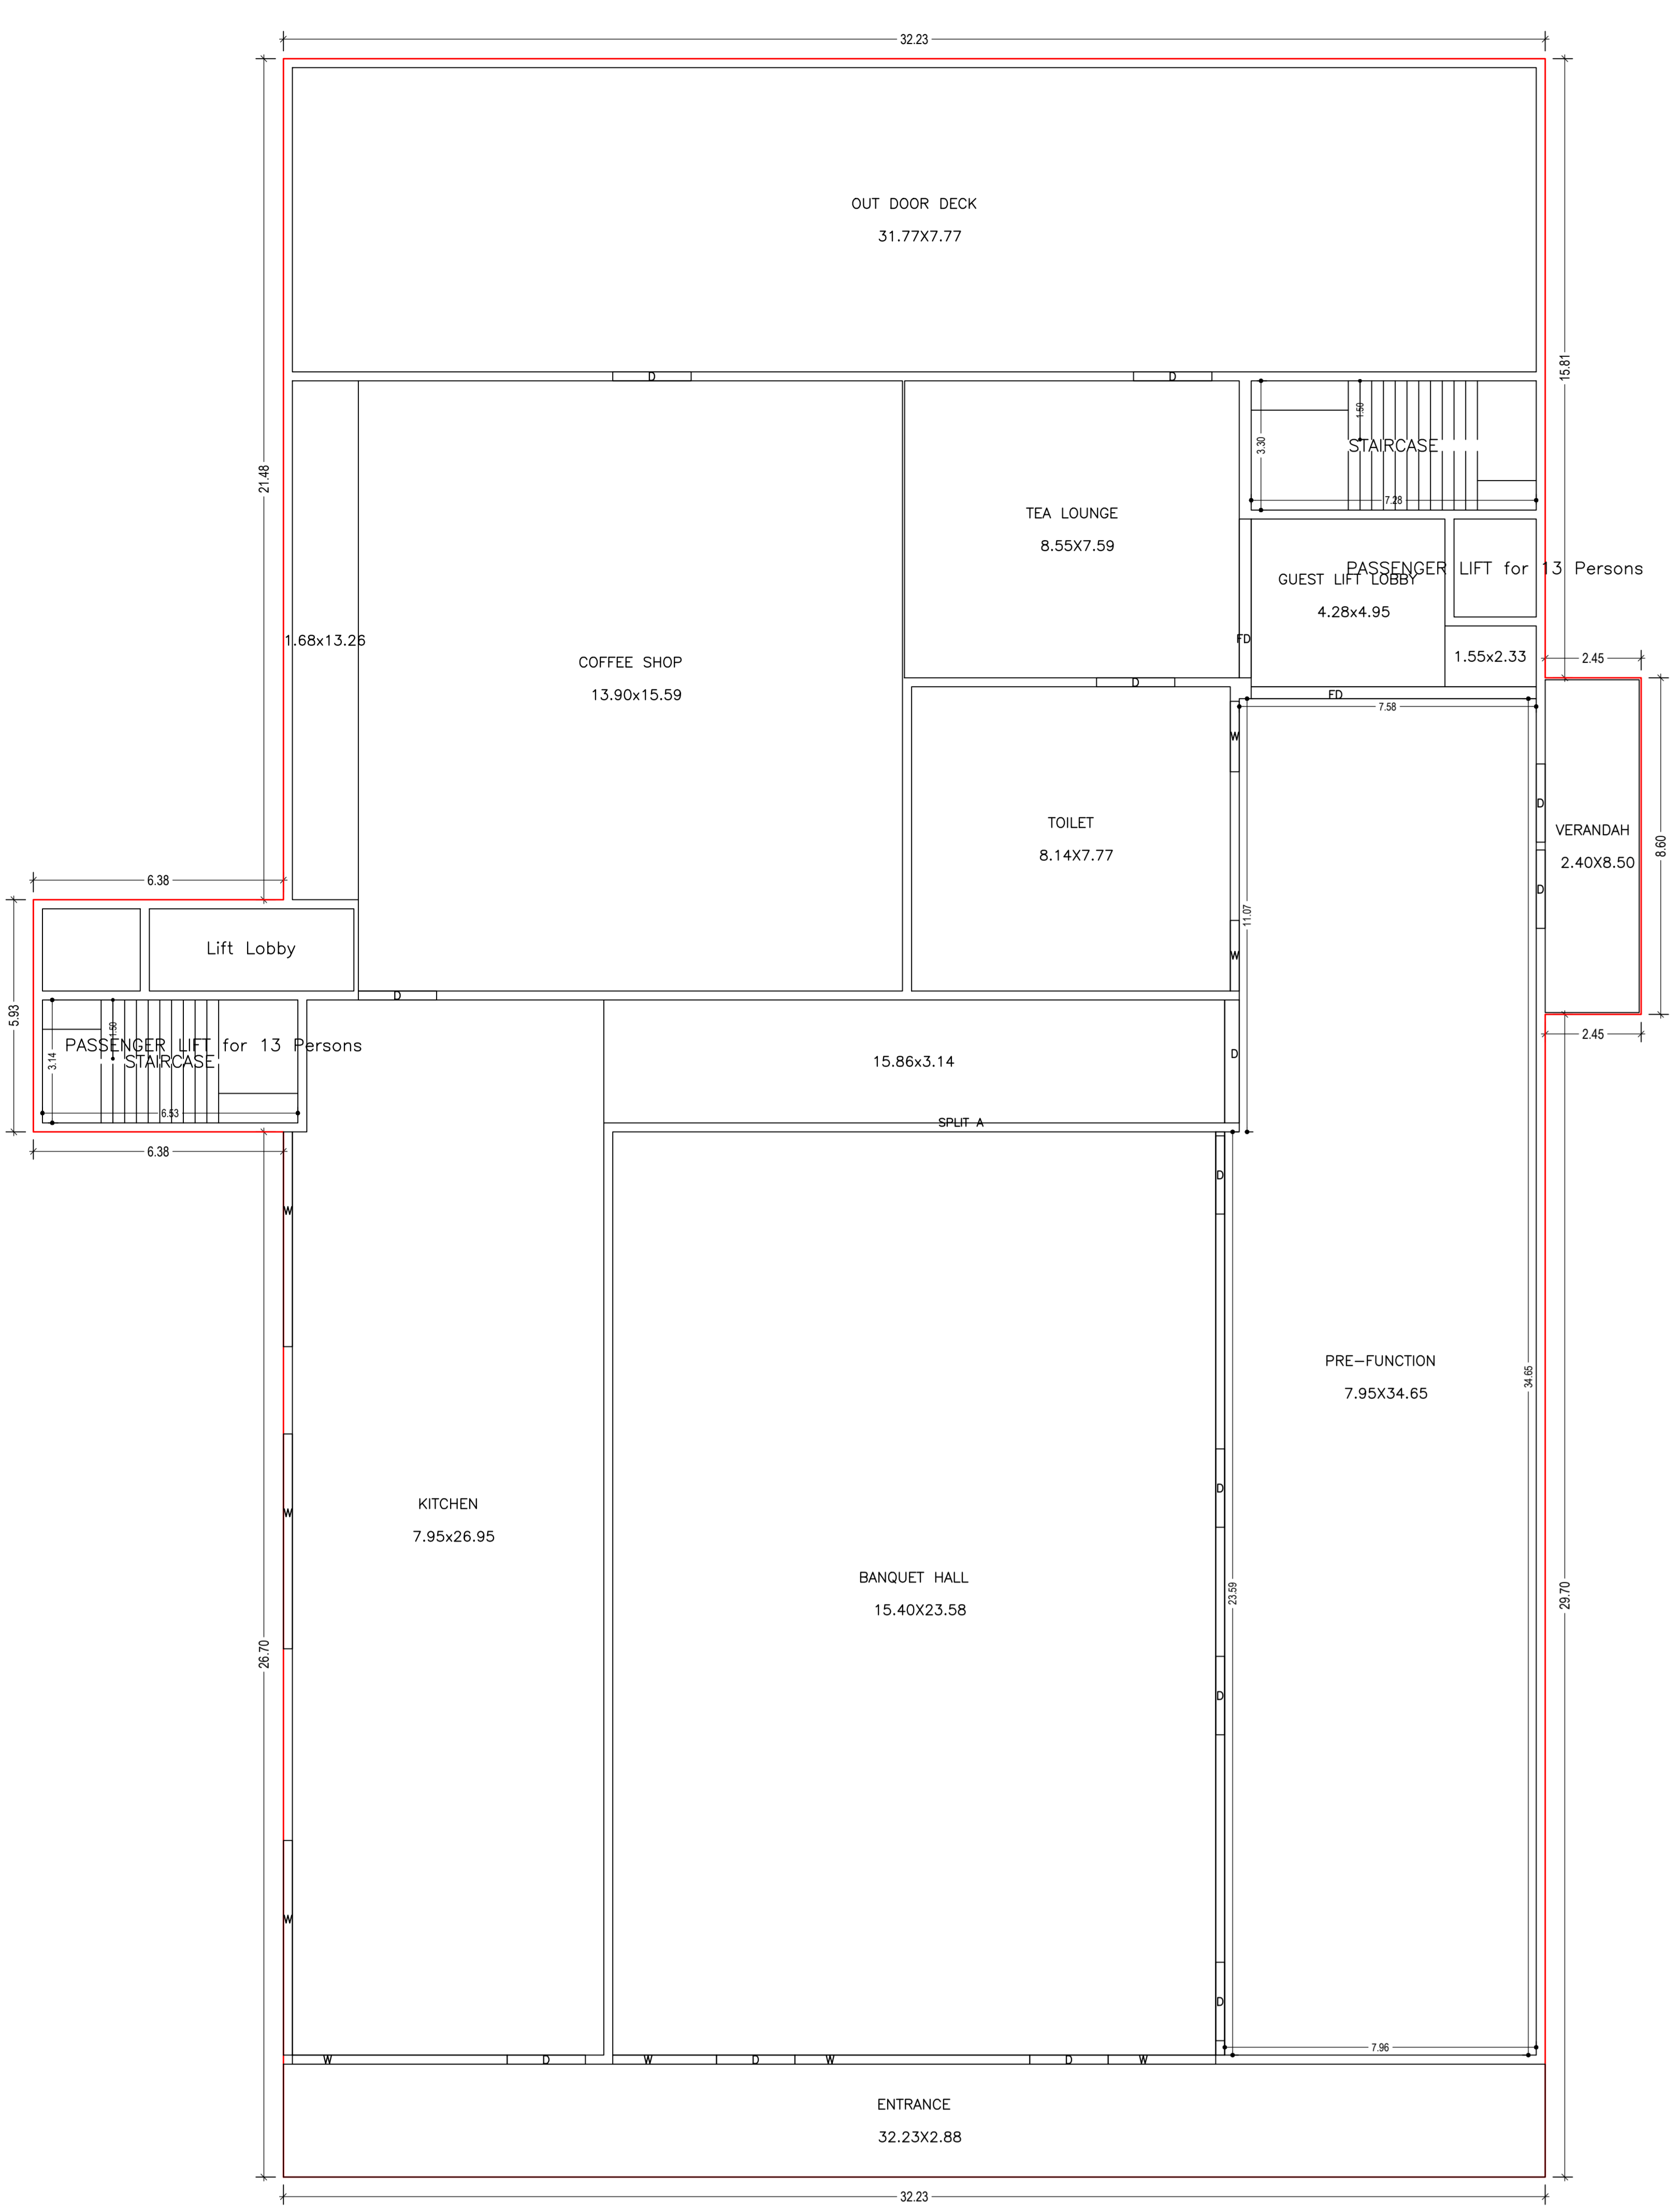 32.23
OUT DOOR DECK
31.77X7.77
15.81
21.48
D
D
1.50
3.30
STAIRCASE
7.28
TEA LOUNGE
8.55X7.59
PASSENGER LIFT for 13 Persons
GUEST LIFT LOBBY
4.28x4.95
1.68x13.26
FD
1.55x2.33
2.45
COFFEE SHOP
13.90x15.59
D
FD
7.58
W
D
TOILET
8.14X7.77
VERANDAH
2.40X8.50
8.60
6.38
D
11.07
Lift Lobby
W
D
5.93
1.50
2.45
PASSENGER LIFT for 13 Persons
STAIRCASE
3.14
15.86x3.14
D
6.53
SPLIT A
6.38
D
W
PRE-FUNCTION
7.95X34.65
34.65
D
KITCHEN
7.95x26.95
W
BANQUET HALL
15.40X23.58
23.59
29.70
26.70
D
W
D
7.96
W
D
W
D
W
D
W
ENTRANCE
32.23X2.88
32.23